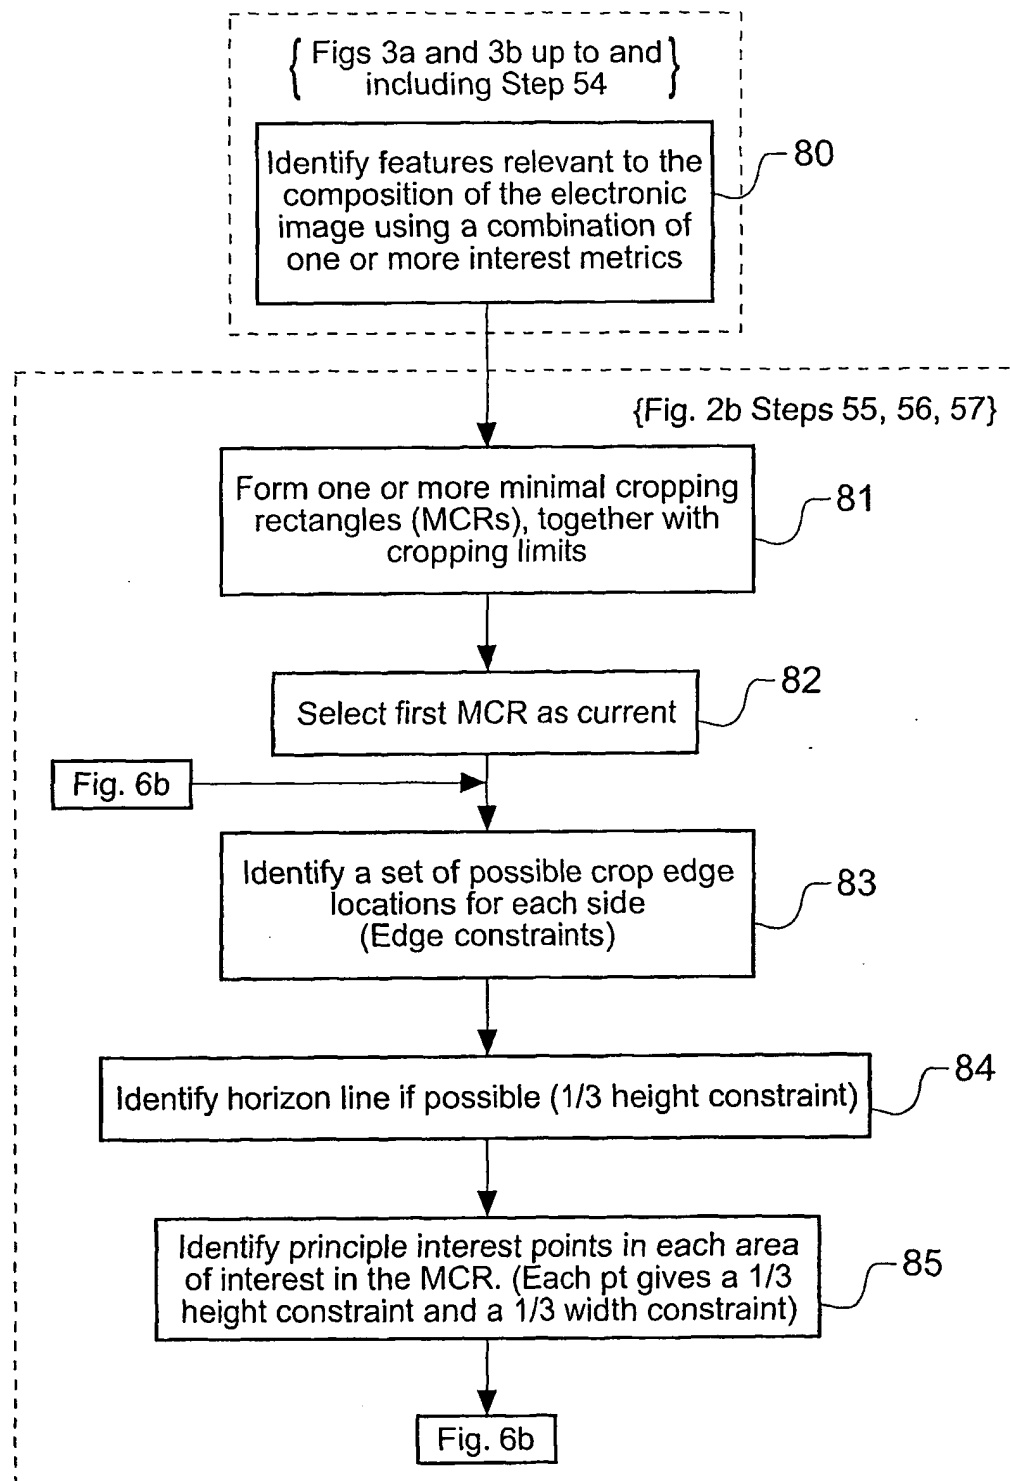 { Figs 3a and 3b up to and
including Step 54 }
Identify features relevant to the
composition of the electronic
image using a combination of
one or more interest metrics
80
{Fig. 2b Steps 55, 56, 57}
Form one or more minimal cropping
rectangles (MCRs), together with
cropping limits
81
Select first MCR as current
82
Fig. 6b
Identify a set of possible crop edge
locations for each side
(Edge constraints)
83
Identify horizon line if possible (1/3 height constraint)
84
Identify principle interest points in each area
of interest in the MCR. (Each pt gives a 1/3
height constraint and a 1/3 width constraint)
85
Fig. 6b